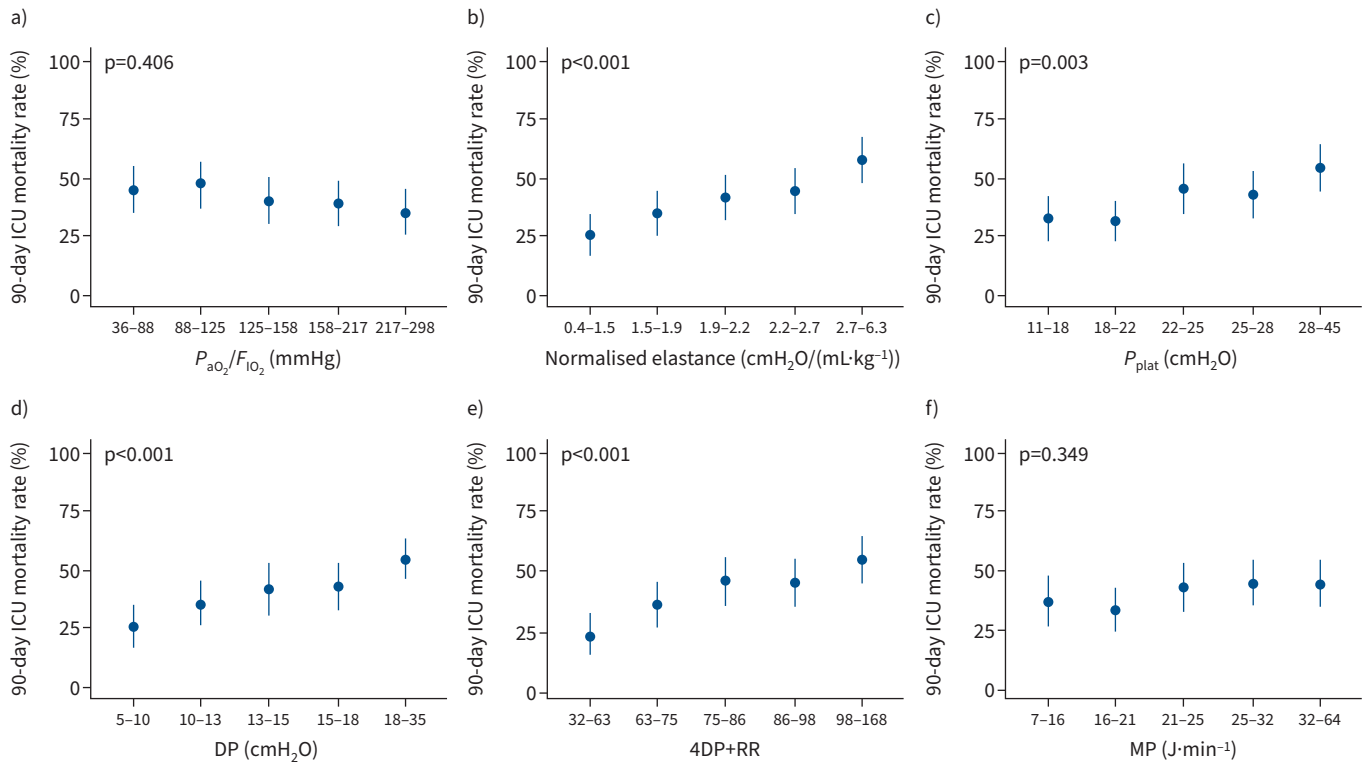 a)
90-day ICU mortality rate (%)
100
75
50
25
0
p=0.406
36–88 88–125 125–158 158–217 217–298
PaO₂/FIO₂ (mmHg)
b)
90-day ICU mortality rate (%)
100
75
50
25
0
p<0.001
0.4–1.5 1.5–1.9 1.9–2.2 2.2–2.7 2.7–6.3
Normalised elastance (cmH₂O/(mL·kg⁻¹))
c)
90-day ICU mortality rate (%)
100
75
50
25
0
p=0.003
11–18 18–22 22–25 25–28 28–45
Pplat (cmH₂O)
d)
90-day ICU mortality rate (%)
100
75
50
25
0
p<0.001
5–10 10–13 13–15 15–18 18–35
DP (cmH₂O)
e)
90-day ICU mortality rate (%)
100
75
50
25
0
p<0.001
32–63 63–75 75–86 86–98 98–168
4DP+RR
f)
90-day ICU mortality rate (%)
100
75
50
25
0
p=0.349
7–16 16–21 21–25 25–32 32–64
MP (J·min⁻¹)